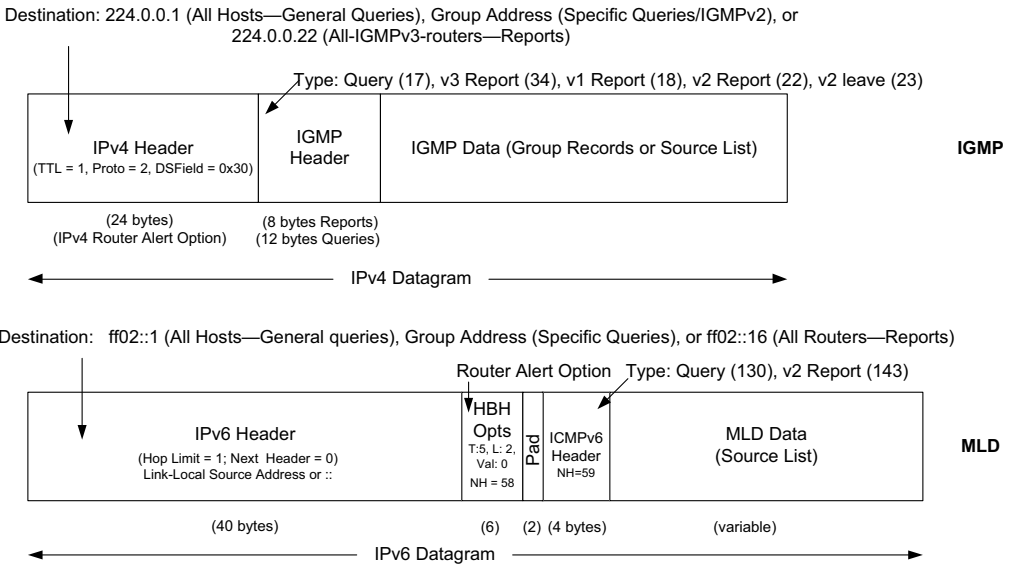 Destination: 224.0.0.1 (All Hosts—General Queries), Group Address (Specific Queries/IGMPv2), or
224.0.0.22 (All-IGMPv3-routers—Reports)
Type: Query (17), v3 Report (34), v1 Report (18), v2 Report (22), v2 leave (23)
IPv4 Header
(TTL = 1, Proto = 2, DSField = 0x30)
IGMP
Header
IGMP Data (Group Records or Source List)
IGMP
(24 bytes)
(IPv4 Router Alert Option)
(8 bytes Reports)
(12 bytes Queries)
IPv4 Datagram
Destination: ff02::1 (All Hosts—General queries), Group Address (Specific Queries), or ff02::16 (All Routers—Reports)
Router Alert Option
Type: Query (130), v2 Report (143)
IPv6 Header
(Hop Limit = 1; Next Header = 0)
Link-Local Source Address or ::
HBH
Opts
T:5, L: 2,
Val: 0
NH = 58
Pad
ICMPv6
Header
NH=59
MLD Data
(Source List)
MLD
(40 bytes)
(6)
(2)
(4 bytes)
(variable)
IPv6 Datagram